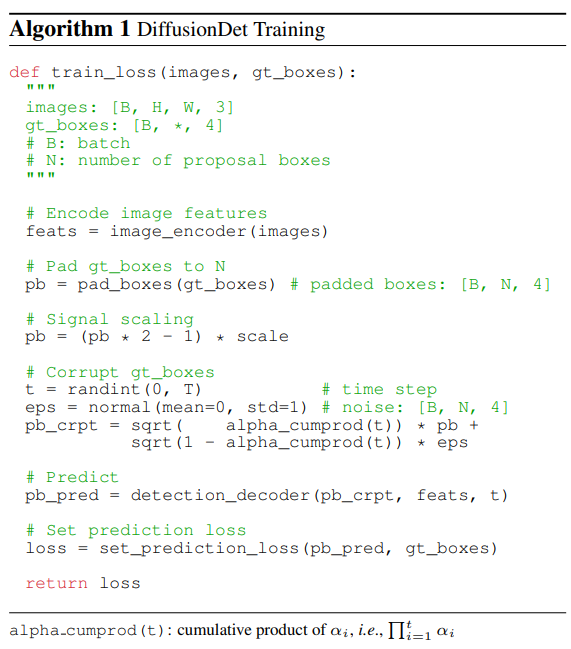 Algorithm 1 DiffusionDet Training
def train_loss(images, gt_boxes):
"""
images: [B, H, W, 3]
gt_boxes: [B, *, 4]
# B: batch
# N: number of proposal boxes
"""
# Encode image features
feats = image_encoder(images)
# Pad gt_boxes to N
pb = pad_boxes(gt_boxes) # padded boxes: [B, N, 4]
# Signal scaling
pb = (pb * 2 - 1) * scale
# Corrupt gt_boxes
t = randint(0, T) # time step
eps = normal(mean=0, std=1) # noise: [B, N, 4]
pb_crpt = sqrt( alpha_cumprod(t)) * pb +
sqrt(1 - alpha_cumprod(t)) * eps
# Predict
pb_pred = detection_decoder(pb_crpt, feats, t)
# Set prediction loss
loss = set_prediction_loss(pb_pred, gt_boxes)
return loss
alpha_cumprod(t): cumulative product of αᵢ, i.e., ∏ᵗᵢ₌₁ αᵢ